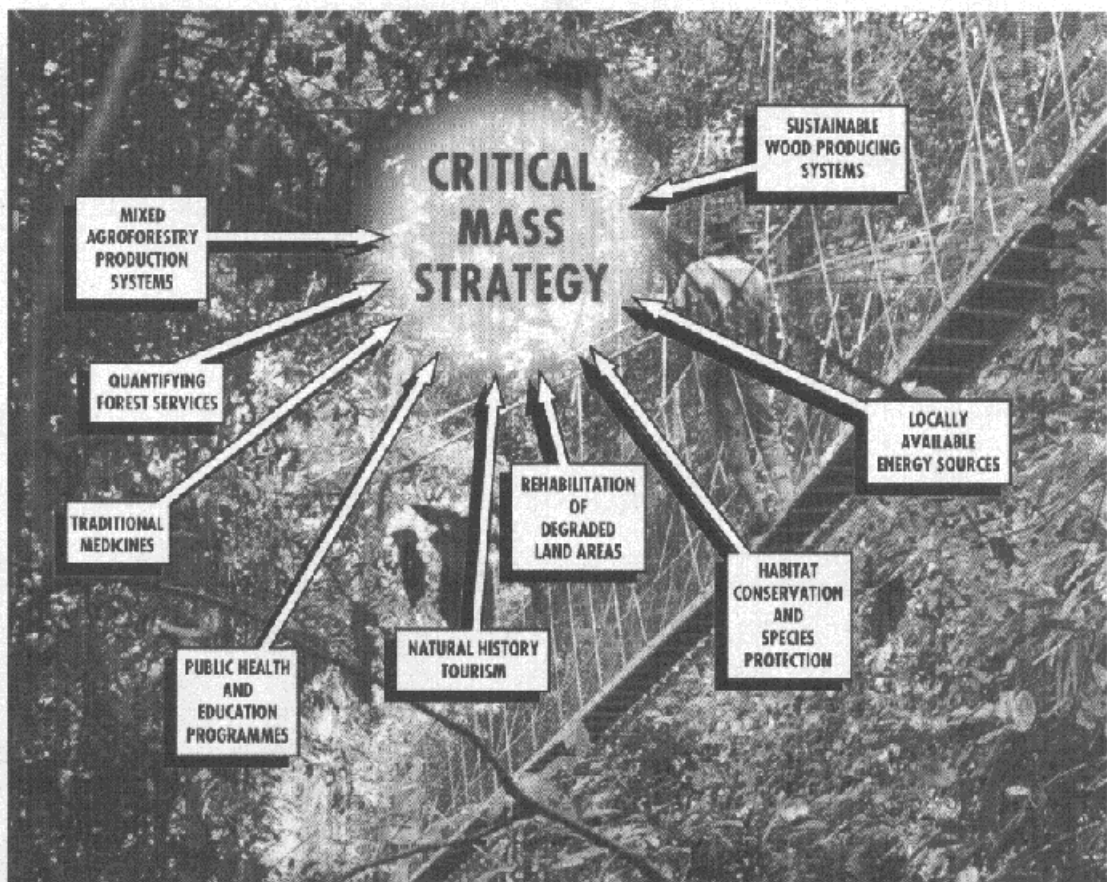 CRITICAL
MASS
STRATEGY
SUSTAINABLE
WOOD PRODUCING
SYSTEMS
MIXED
AGROFORESTRY
PRODUCTION
SYSTEMS
QUANTIFYING
FOREST SERVICES
LOCALLY
AVAILABLE
ENERGY SOURCES
TRADITIONAL
MEDICINES
REHABILITATION
OF
DEGRADED
LAND AREAS
HABITAT
CONSERVATION
AND
SPECIES
PROTECTION
NATURAL HISTORY
TOURISM
PUBLIC HEALTH
AND
EDUCATION
PROGRAMMES